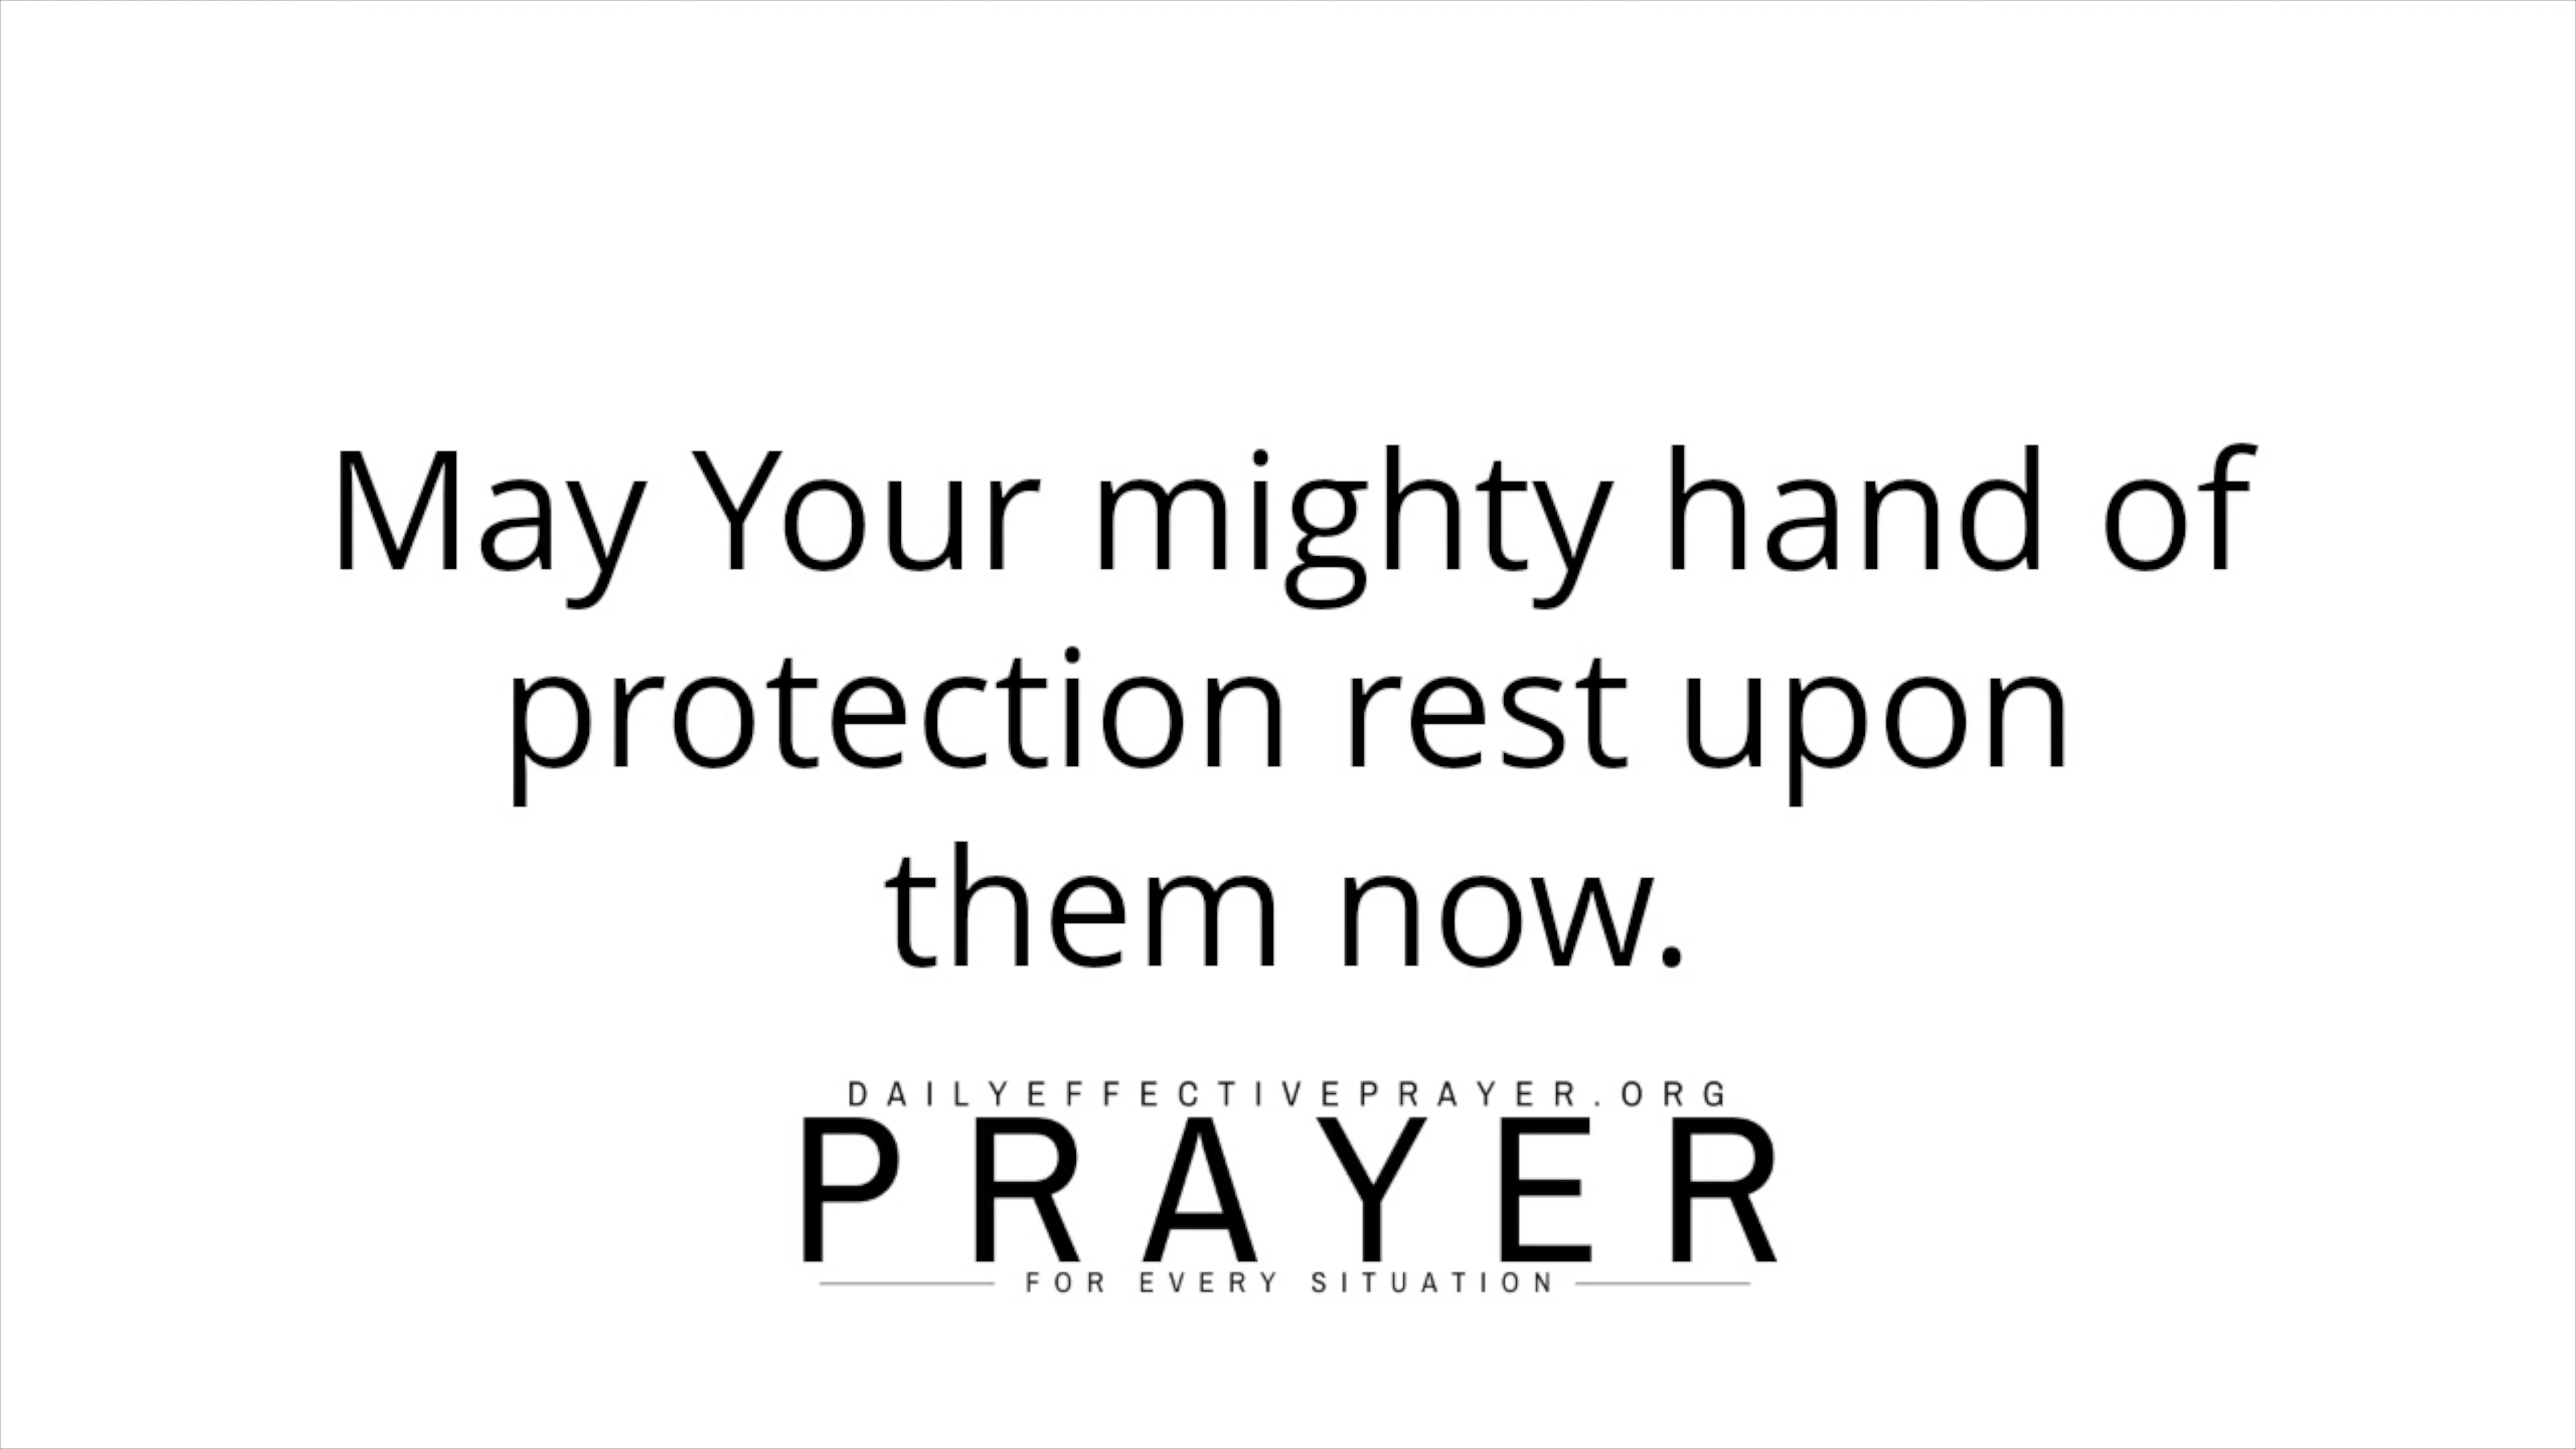 May Your mighty hand of
protection rest upon
them now.
DAILYEFFECTIVEPRAYER.ORG
PRAYER
FOR EVERY SITUATION